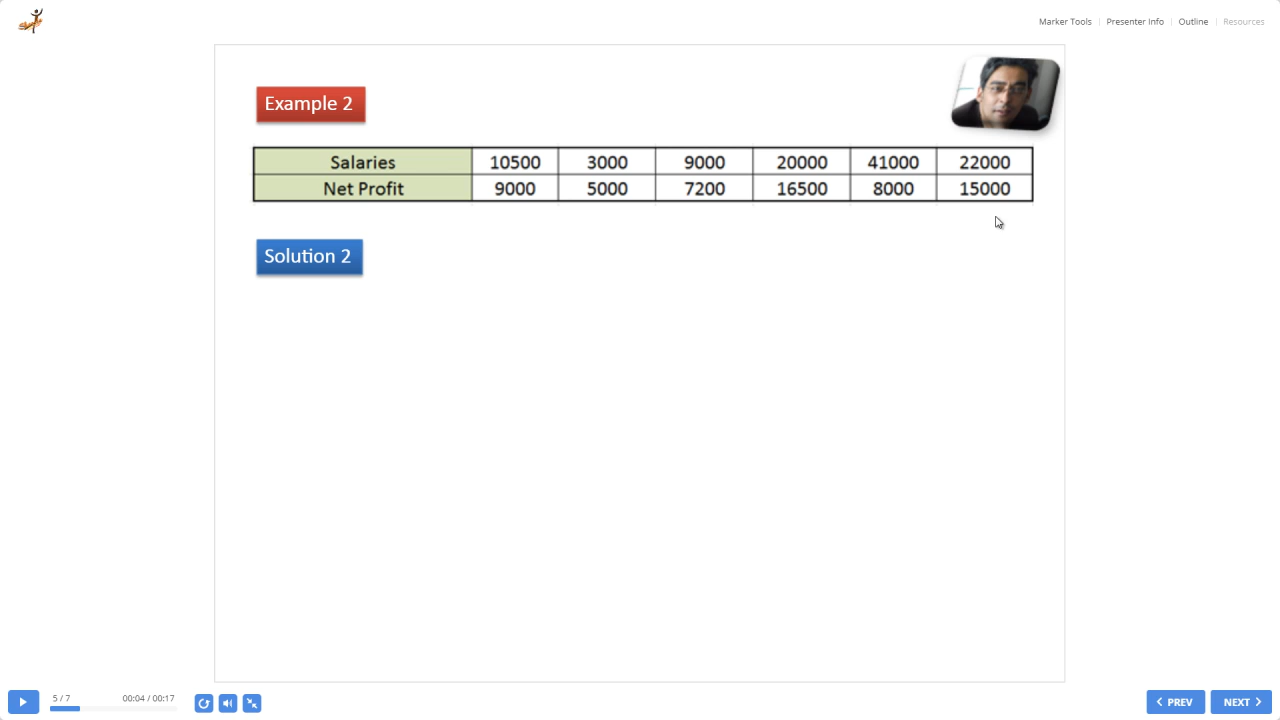 Marker Tools Presenter Info Outline Resources
Example 2
Salaries 10500 3000 9000 20000 41000 22000
Net Profit 9000 5000 7200 16500 8000 15000
Solution 2
5 / 7 00:04 / 00:17 PREV NEXT